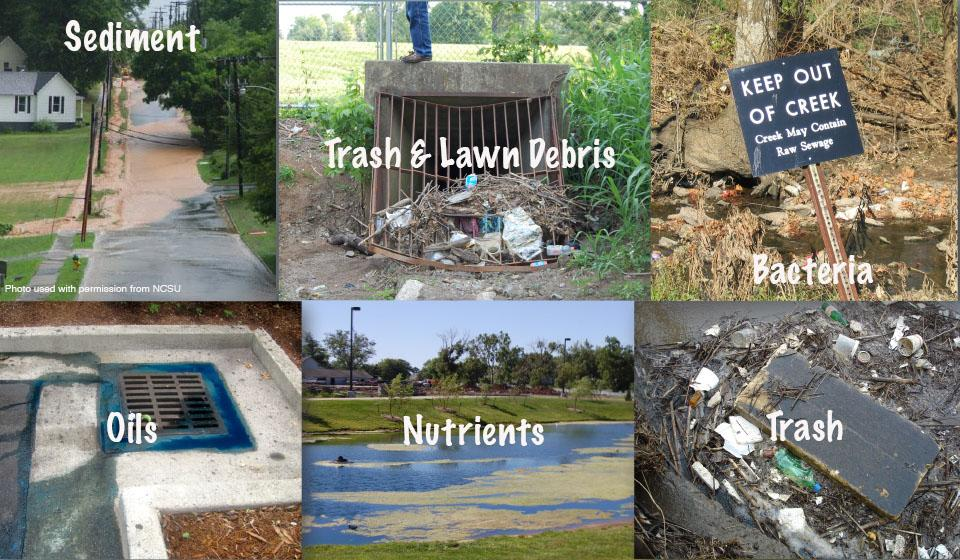 Sediment
Photo used with permission from NCSU
Trash & Lawn Debris
KEEP OUT
OF CREEK
Creek May Contain
Raw Sewage
Bacteria
Oils
Nutrients
Trash